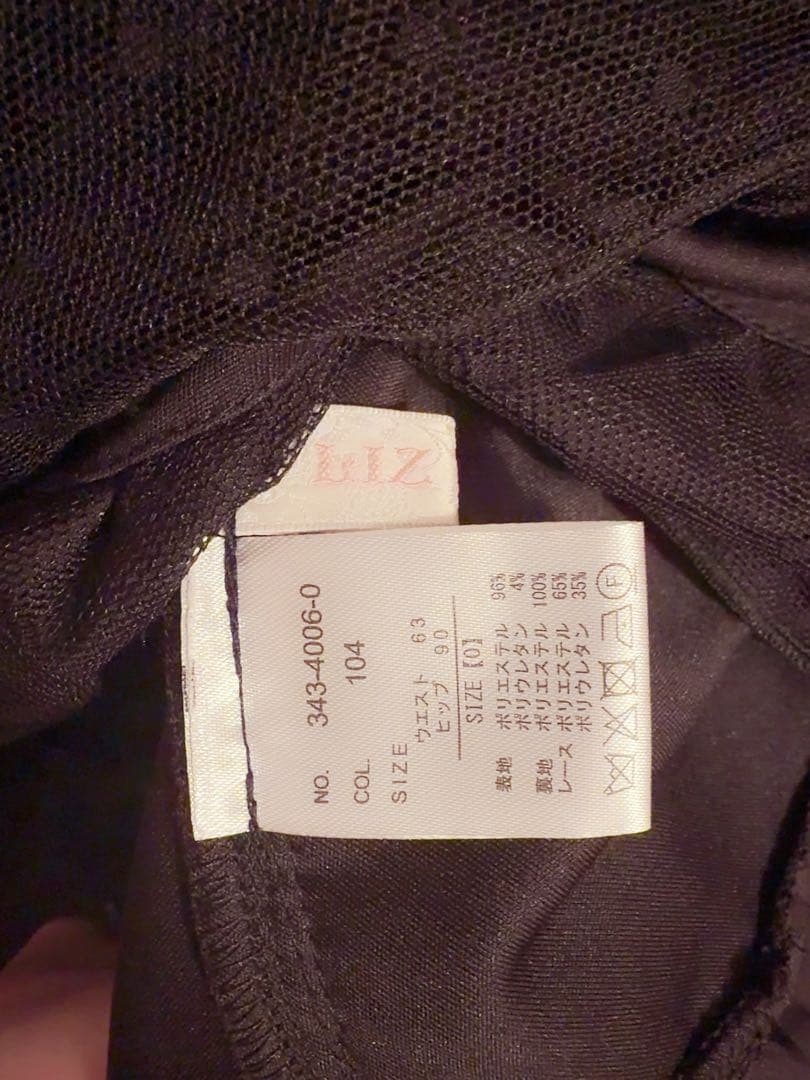 LIZ
NO. 343-4006-0
COL. 104
SIZE
ウエスト 63
ヒップ 90
SIZE【0】
表地 ポリエステル 96%
ポリウレタン 4%
裏地 ポリエステル 100%
レース ポリエステル 65%
ポリウレタン 35%
F